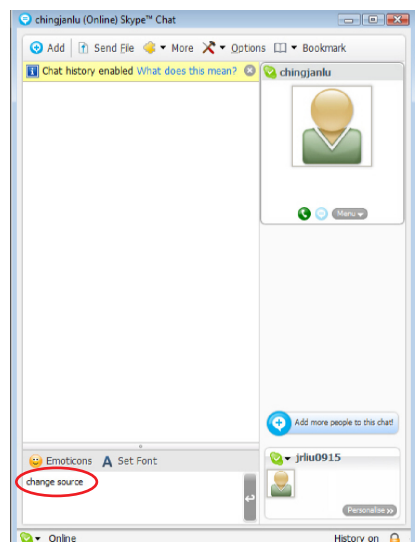 chingjanlu (Online) Skype™ Chat
Add Send File More Options Bookmark
Chat history enabled What does this mean?
chingjanlu
Menu
Add more people to this chat!
Emoticons A Set Font
jrliu0915
change source
Personalise >>
Online History on